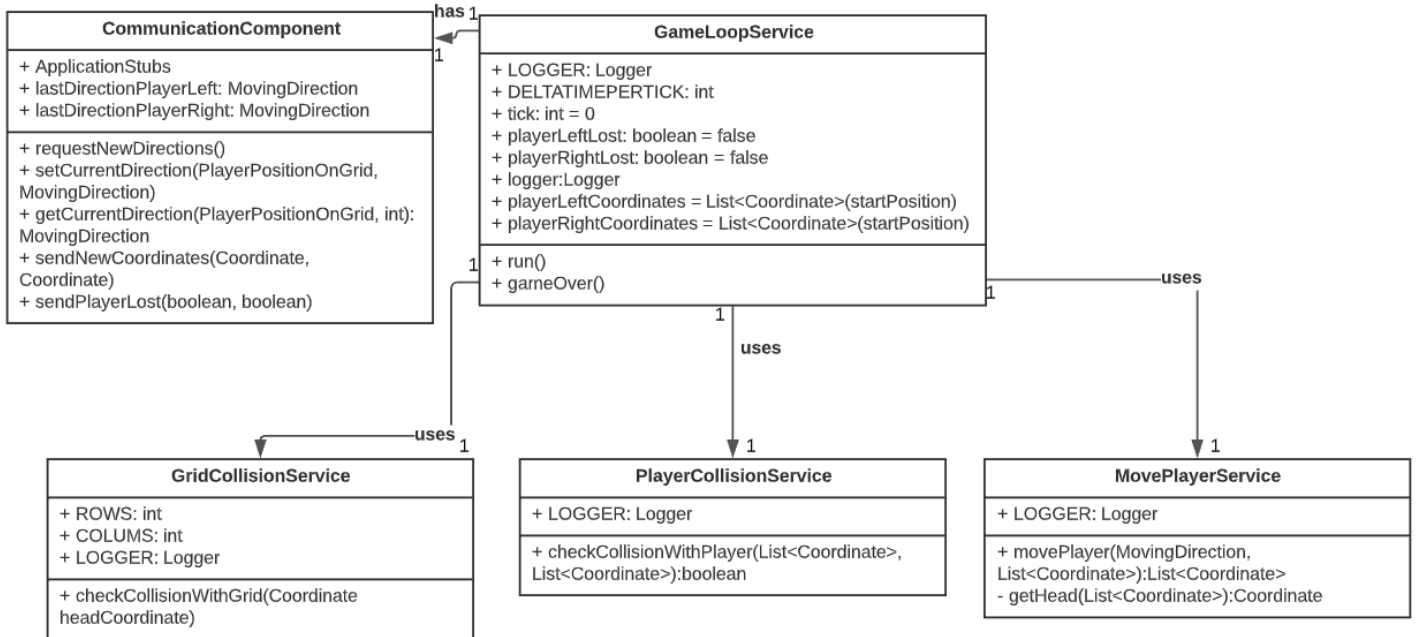 CommunicationComponent
+ ApplicationStubs
+ lastDirectionPlayerLeft: MovingDirection
+ lastDirectionPlayerRight: MovingDirection
+ requestNewDirections()
+ setCurrentDirection(PlayerPositionOnGrid,
MovingDirection)
+ getCurrentDirection(PlayerPositionOnGrid, int):
MovingDirection
+ sendNewCoordinates(Coordinate,
Coordinate)
+ sendPlayerLost(boolean, boolean)
has
1
1
GameLoopService
+ LOGGER: Logger
+ DELTATIMEPERTICK: int
+ tick: int = 0
+ playerLeftLost: boolean = false
+ playerRightLost: boolean = false
+ logger:Logger
+ playerLeftCoordinates = List<Coordinate>(startPosition)
+ playerRightCoordinates = List<Coordinate>(startPosition)
+ run()
+ gameOver()
1
uses
1
1
uses
1
1
uses
1
GridCollisionService
+ ROWS: int
+ COLUMS: int
+ LOGGER: Logger
+ checkCollisionWithGrid(Coordinate
headCoordinate)
PlayerCollisionService
+ LOGGER: Logger
+ checkCollisionWithPlayer(List<Coordinate>,
List<Coordinate>):boolean
MovePlayerService
+ LOGGER: Logger
+ movePlayer(MovingDirection,
List<Coordinate>):List<Coordinate>
- getHead(List<Coordinate>):Coordinate